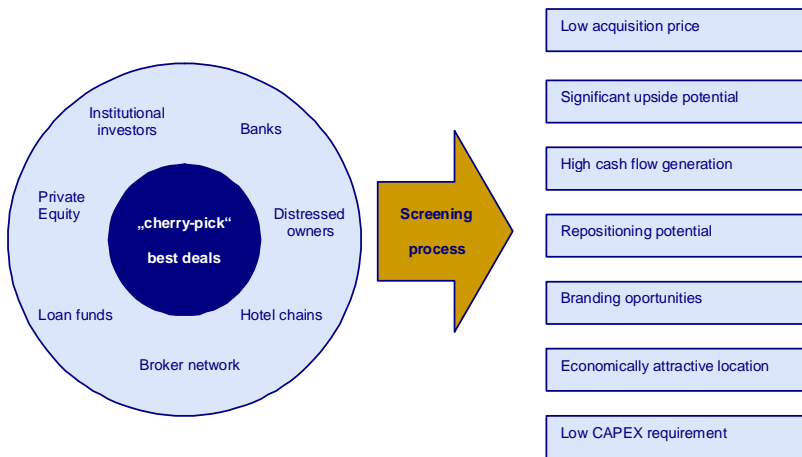 Institutional
investors
Banks
Private
Equity
„cherry-pick“
best deals
Distressed
owners
Loan funds
Hotel chains
Broker network
Screening
process
Low acquisition price
Significant upside potential
High cash flow generation
Repositioning potential
Branding oportunities
Economically attractive location
Low CAPEX requirement